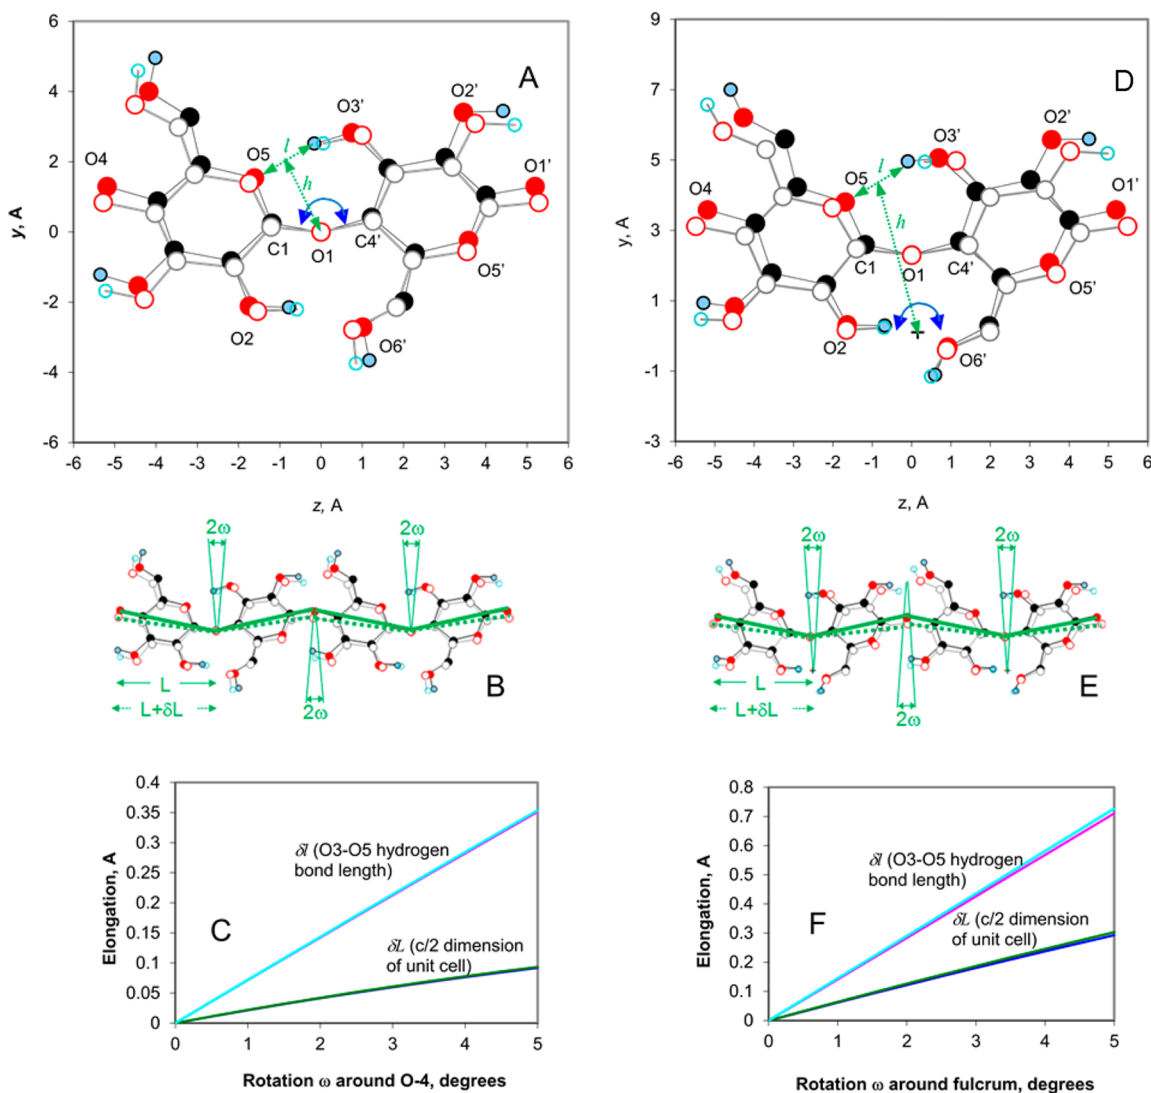 6
4
2
0
-2
-4
-6
y, A
A
O3'
O2'
O5
l
O4
O1'
h
C1
O1
C4'
O5'
O2
O6'
-6 -5 -4 -3 -2 -1 0 1 2 3 4 5 6
z, A
9
7
5
3
1
-1
-3
y, A
D
O3'
O2'
O5
l
O4
O1'
h
C1
O1
C4'
O5'
O2
+
O6'
-6 -5 -4 -3 -2 -1 0 1 2 3 4 5 6
z, A
2ω 2ω
L
L+δL
2ω
B
2ω 2ω
L
L+δL
2ω
E
0.4
0.35
0.3
0.25
0.2
0.15
0.1
0.05
0
Elongation, A
δl (O3-O5 hydrogen
bond length)
C
δL (c/2 dimension
of unit cell)
0 1 2 3 4 5
Rotation ω around O-4, degrees
0.8
0.7
0.6
0.5
0.4
0.3
0.2
0.1
0
Elongation, A
δl (O3-O5 hydrogen
bond length)
F
δL (c/2 dimension
of unit cell)
0 1 2 3 4 5
Rotation ω around fulcrum, degrees